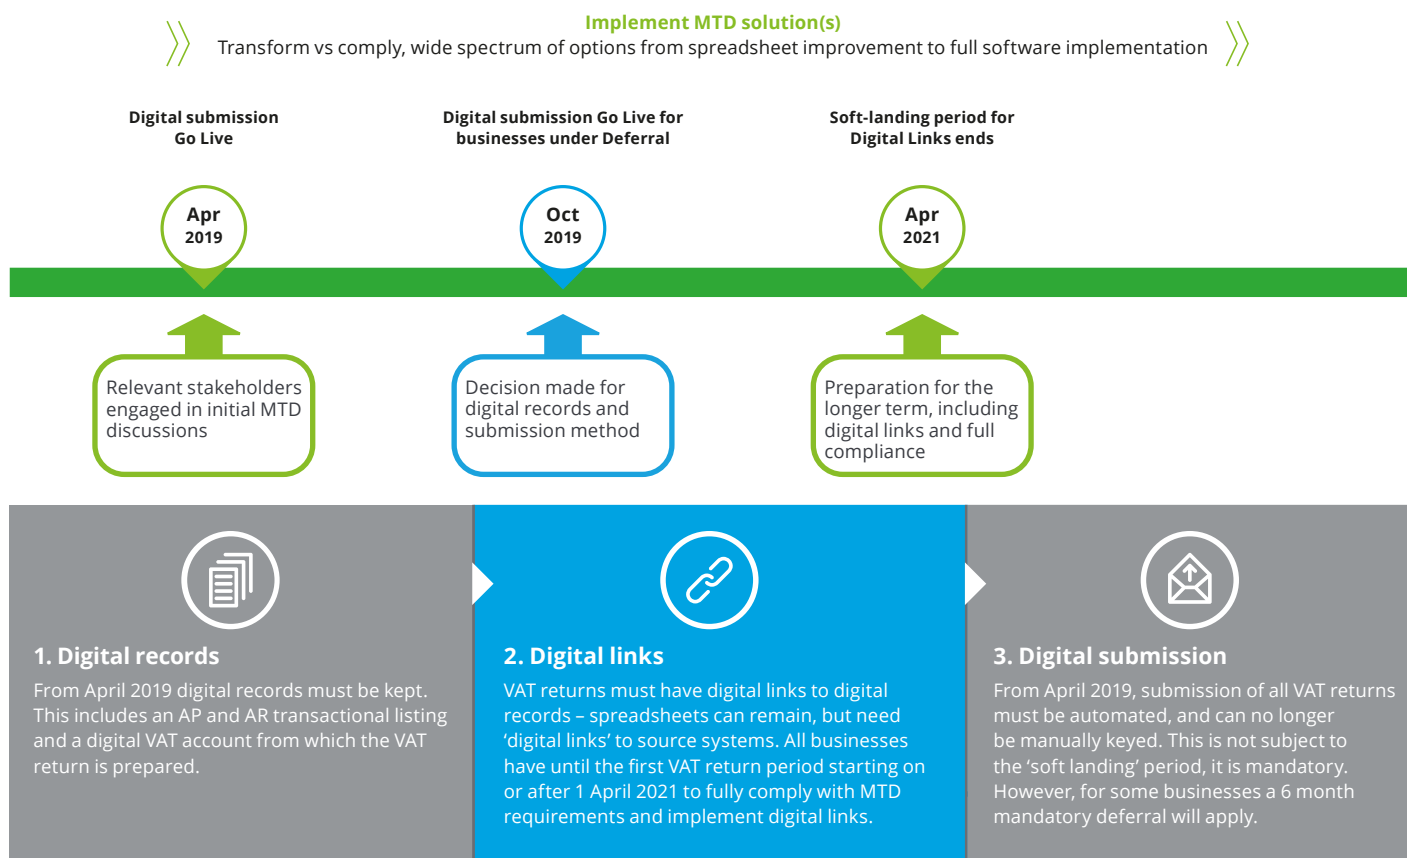 Implement MTD solution(s)
Transform vs comply, wide spectrum of options from spreadsheet improvement to full software implementation
Digital submission
Go Live
Digital submission Go Live for
businesses under Deferral
Soft-landing period for
Digital Links ends
Apr
2019
Oct
2019
Apr
2021
Relevant stakeholders
engaged in initial MTD
discussions
Decision made for
digital records and
submission method
Preparation for the
longer term, including
digital links and full
compliance
1. Digital records
From April 2019 digital records must be kept.
This includes an AP and AR transactional listing
and a digital VAT account from which the VAT
return is prepared.
2. Digital links
VAT returns must have digital links to digital
records – spreadsheets can remain, but need
‘digital links’ to source systems. All businesses
have until the first VAT return period starting on
or after 1 April 2021 to fully comply with MTD
requirements and implement digital links.
3. Digital submission
From April 2019, submission of all VAT returns
must be automated, and can no longer
be manually keyed. This is not subject to
the ‘soft landing’ period, it is mandatory.
However, for some businesses a 6 month
mandatory deferral will apply.